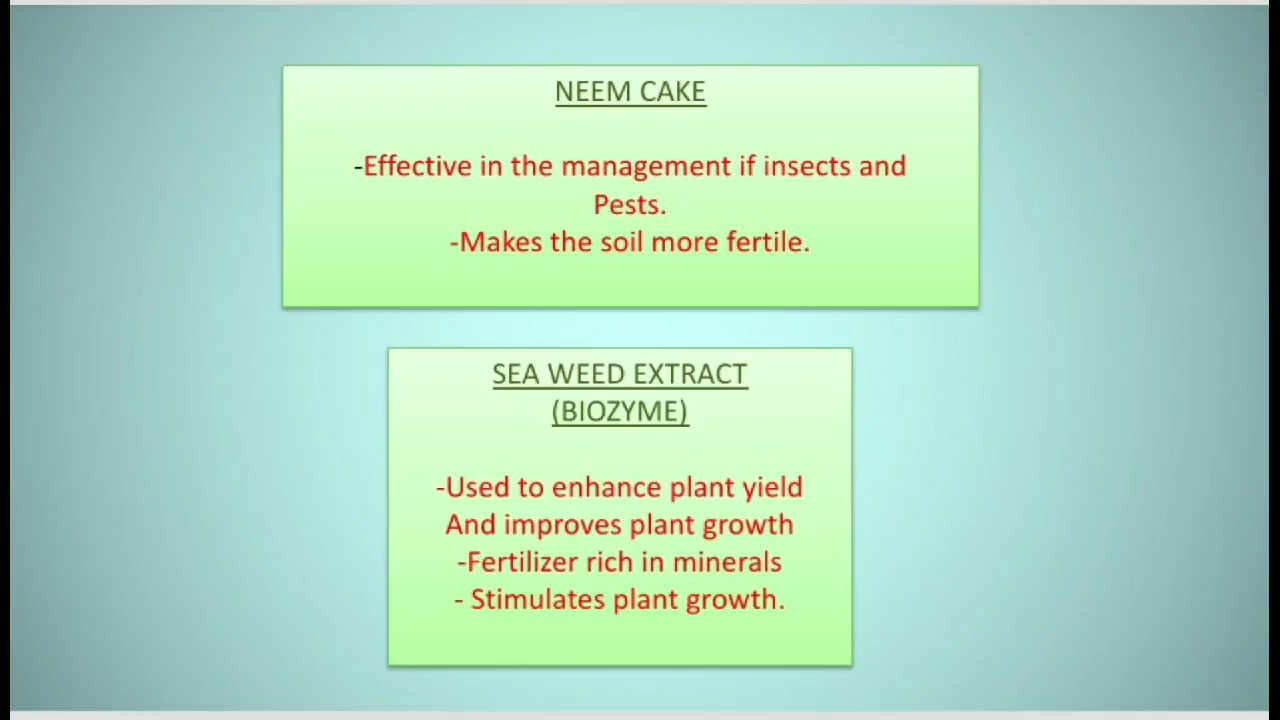 NEEM CAKE
-Effective in the management if insects and
Pests.
-Makes the soil more fertile.
SEA WEED EXTRACT
(BIOZYME)
-Used to enhance plant yield
And improves plant growth
-Fertilizer rich in minerals
- Stimulates plant growth.